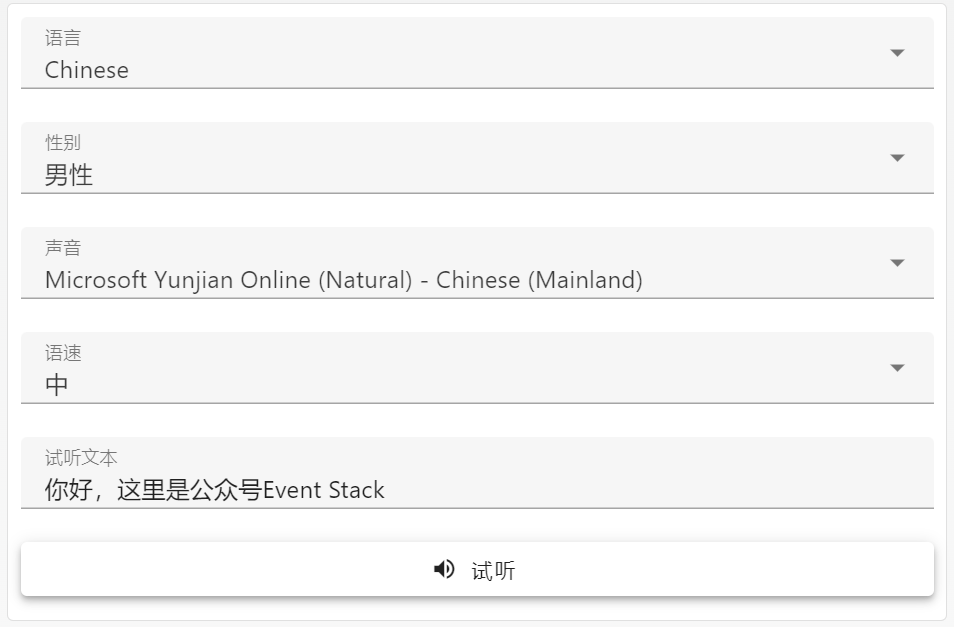 语言
Chinese
性别
男性
声音
Microsoft Yunjian Online (Natural) - Chinese (Mainland)
语速
中
试听文本
你好，这里是公众号Event Stack
试听